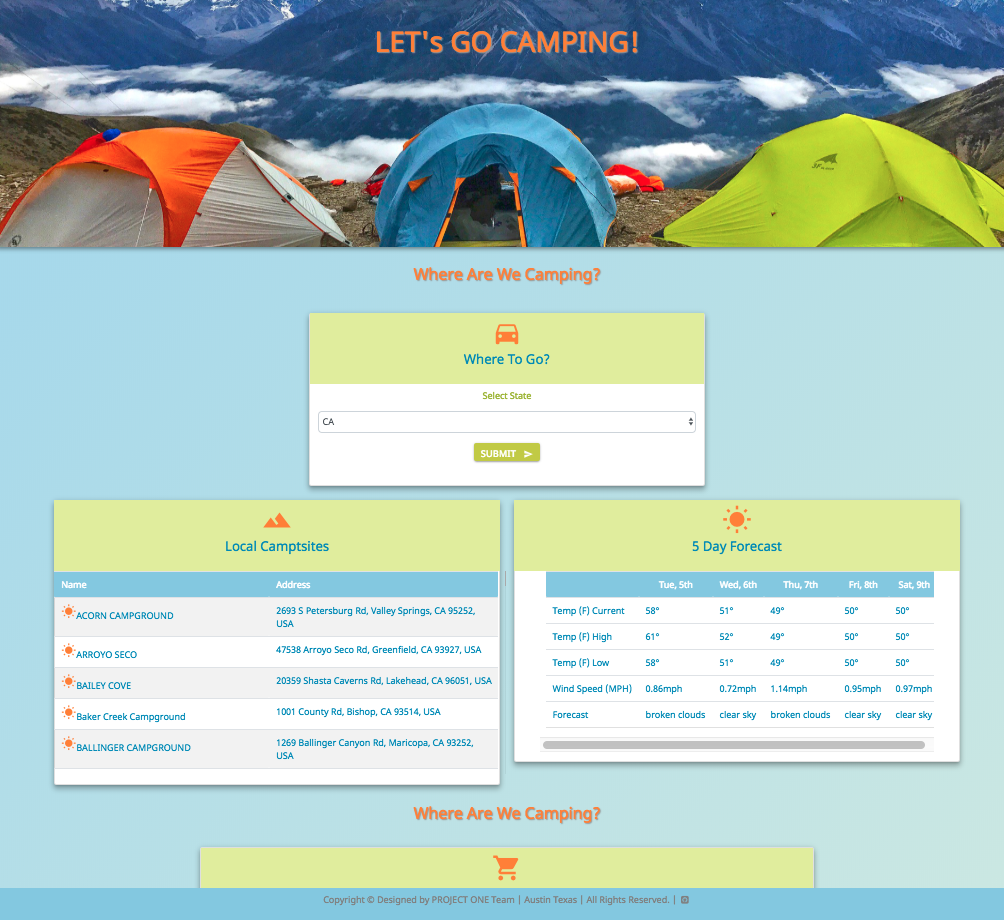 LET's GO CAMPING!
Where Are We Camping?
Where To Go?
Select State
CA
SUBMIT
Local Camptsites
Name Address
ACORN CAMPGROUND 2693 S Petersburg Rd, Valley Springs, CA 95252,
USA
ARROYO SECO 47538 Arroyo Seco Rd, Greenfield, CA 93927, USA
BAILEY COVE 20359 Shasta Caverns Rd, Lakehead, CA 96051, USA
Baker Creek Campground 1001 County Rd, Bishop, CA 93514, USA
BALLINGER CAMPGROUND 1269 Ballinger Canyon Rd, Maricopa, CA 93252,
USA
5 Day Forecast
Tue, 5th Wed, 6th Thu, 7th Fri, 8th Sat, 9th
Temp (F) Current 58° 51° 49° 50° 50°
Temp (F) High 61° 52° 49° 50° 50°
Temp (F) Low 58° 51° 49° 50° 50°
Wind Speed (MPH) 0.86mph 0.72mph 1.14mph 0.95mph 0.97mph
Forecast broken clouds clear sky broken clouds clear sky clear sky
Where Are We Camping?
Copyright © Designed by PROJECT ONE Team | Austin Texas | All Rights Reserved. |